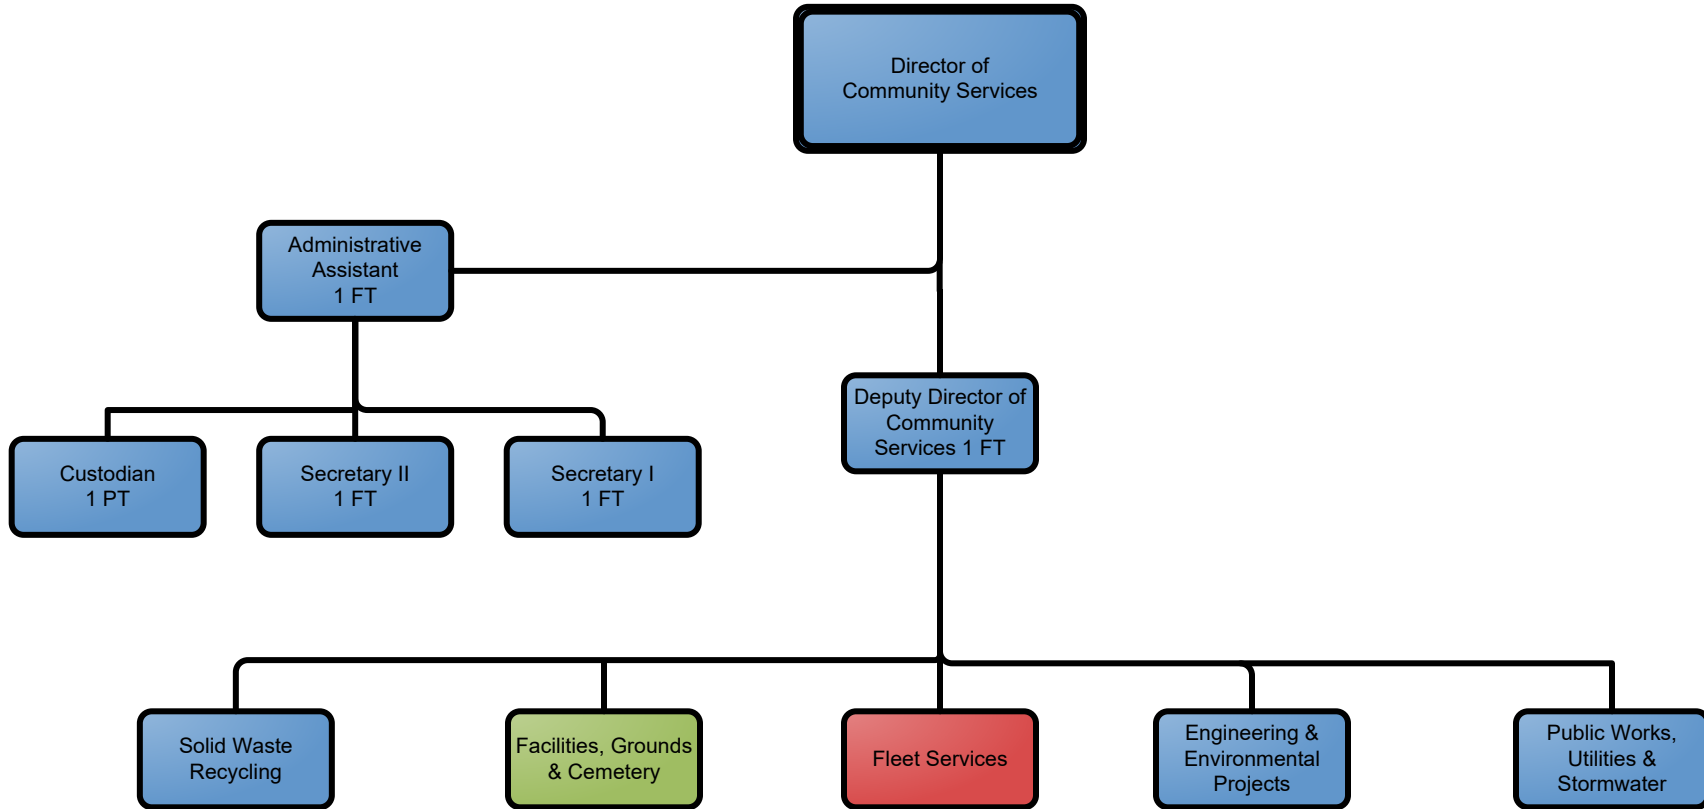 Director of
Community Services
Administrative
Assistant
1 FT
Deputy Director of
Community
Services 1 FT
Custodian
1 PT
Secretary II
1 FT
Secretary I
1 FT
Solid Waste
Recycling
Facilities, Grounds
& Cemetery
Fleet Services
Engineering &
Environmental
Projects
Public Works,
Utilities &
Stormwater